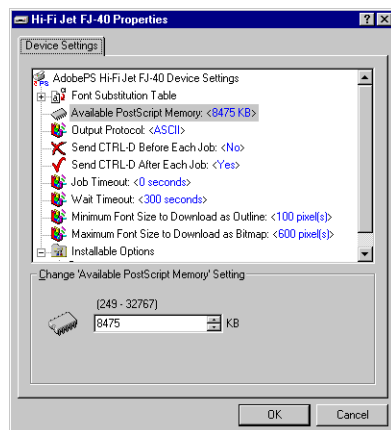 Hi-Fi Jet FJ-40 Properties
Device Settings
AdobePS Hi-Fi Jet FJ-40 Device Settings
Font Substitution Table
Available PostScript Memory: <8475 KB>
Output Protocol: <ASCII>
Send CTRL-D Before Each Job: <No>
Send CTRL-D After Each Job: <Yes>
Job Timeout: <0 seconds>
Wait Timeout: <300 seconds>
Minimum Font Size to Download as Outline: <100 pixel(s)>
Maximum Font Size to Download as Bitmap: <600 pixel(s)>
Installable Options
Change 'Available PostScript Memory' Setting
(249 - 32767)
8475 KB
OK Cancel